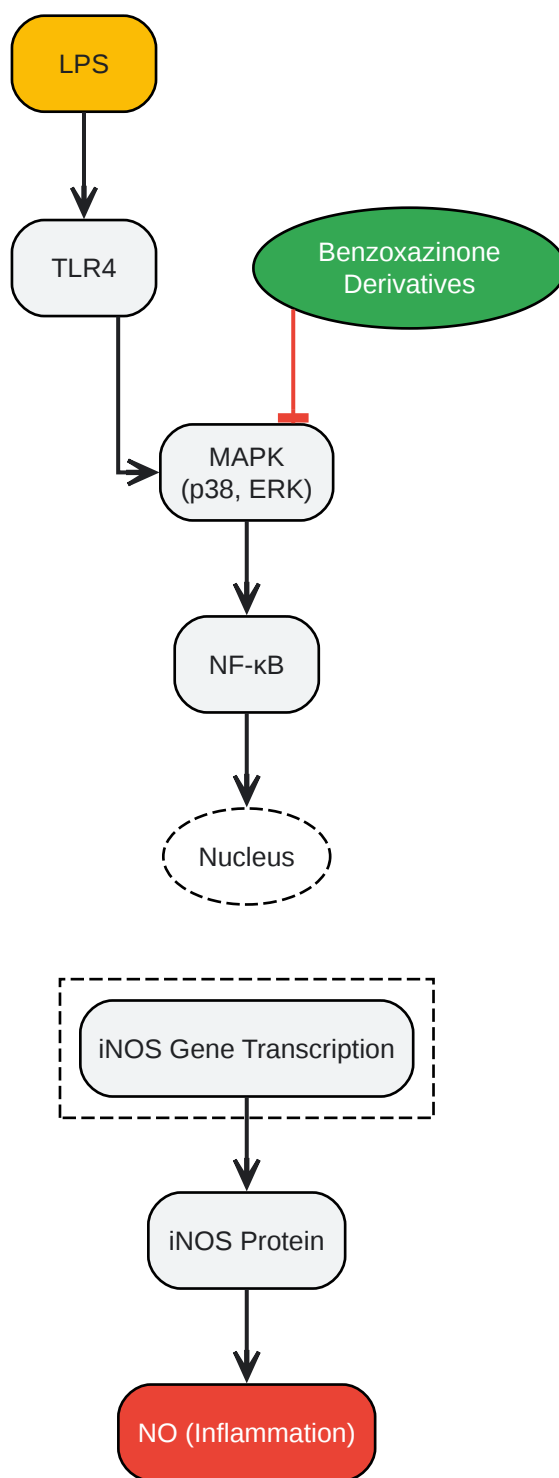 LPS
TLR4
Benzoxazinone
Derivatives
MAPK
(p38, ERK)
NF-κB
Nucleus
iNOS Gene Transcription
iNOS Protein
NO (Inflammation)